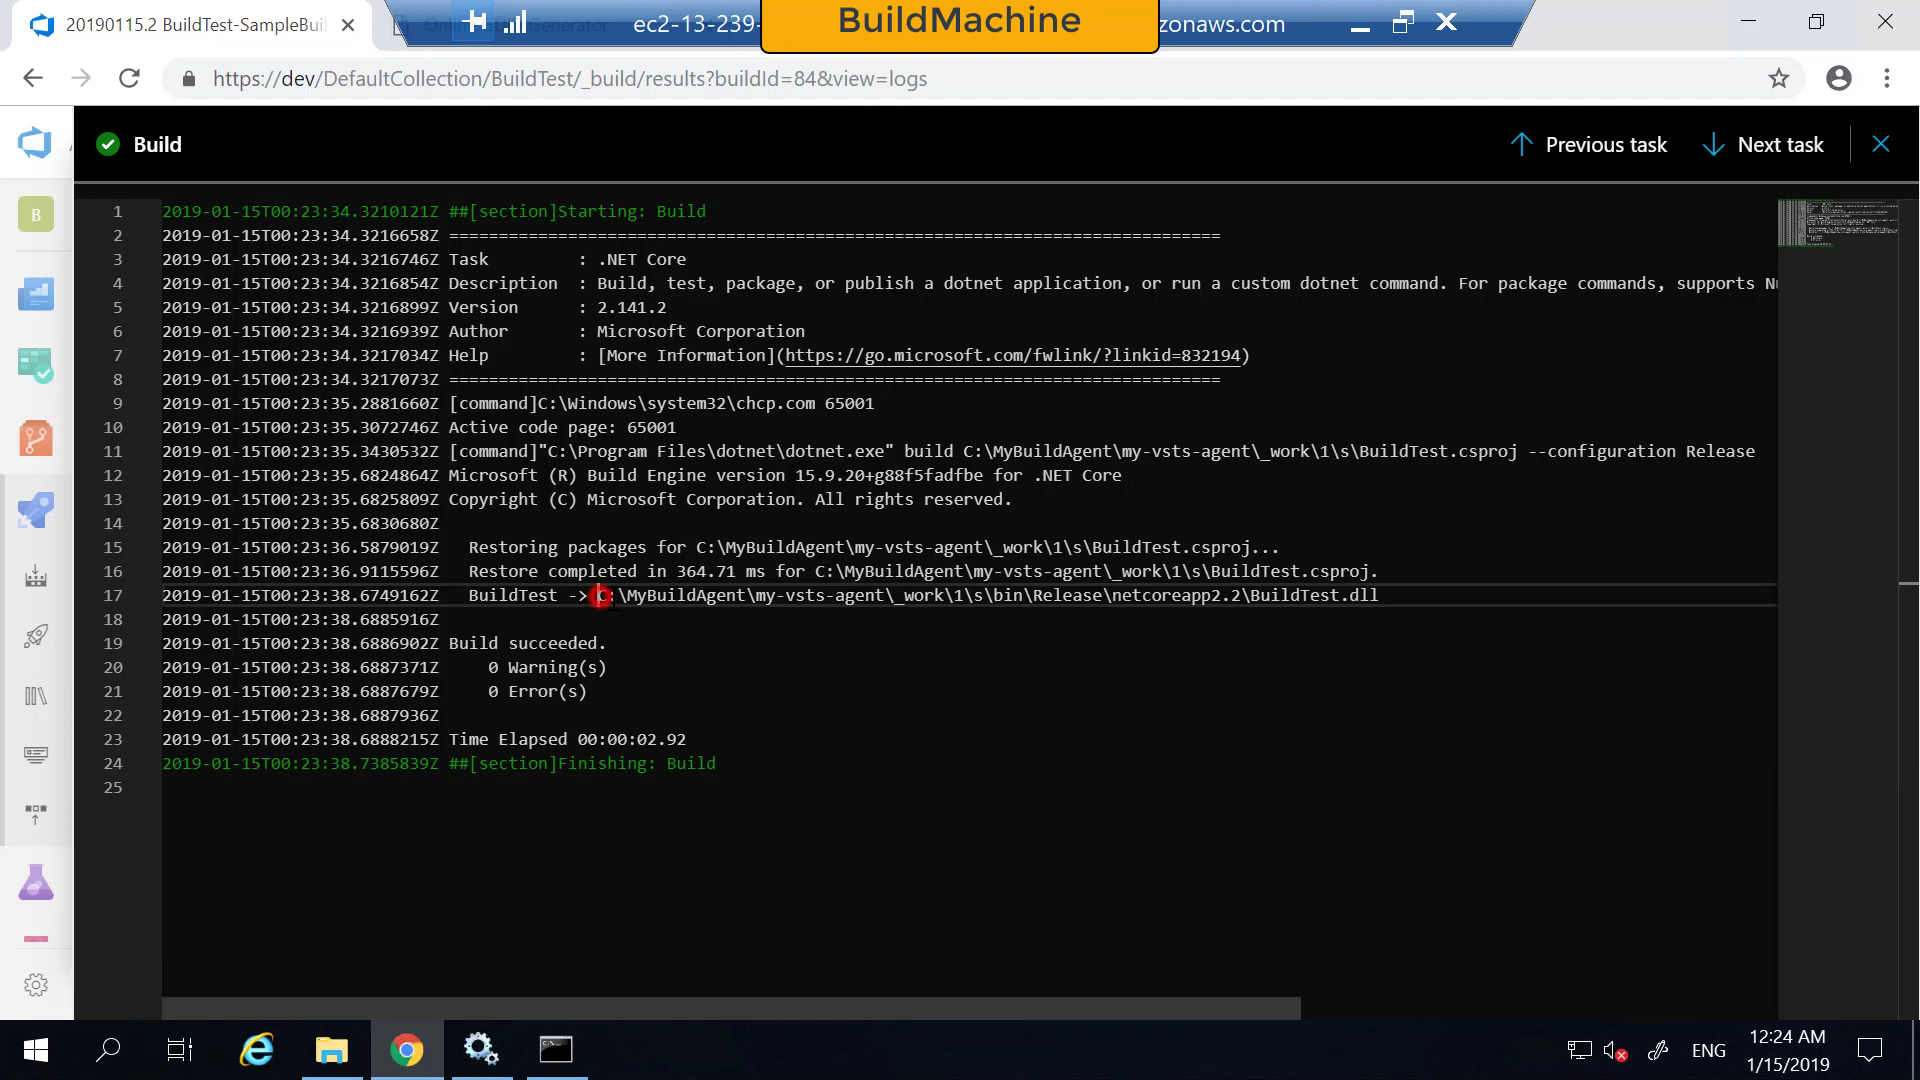 20190115.2 BuildTest-SampleBuil
ec2-13-239-
BuildMachine
zonaws.com
https://dev/DefaultCollection/BuildTest/_build/results?buildId=84&view=logs
Build
Previous task
Next task
B
1 2019-01-15T00:23:34.3210121Z ##[section]Starting: Build
2 2019-01-15T00:23:34.3216658Z ==============================================================================
3 2019-01-15T00:23:34.3216746Z Task : .NET Core
4 2019-01-15T00:23:34.3216854Z Description : Build, test, package, or publish a dotnet application, or run a custom dotnet command. For package commands, supports N
5 2019-01-15T00:23:34.3216899Z Version : 2.141.2
6 2019-01-15T00:23:34.3216939Z Author : Microsoft Corporation
7 2019-01-15T00:23:34.3217034Z Help : [More Information](https://go.microsoft.com/fwlink/?linkid=832194)
8 2019-01-15T00:23:34.3217073Z ==============================================================================
9 2019-01-15T00:23:35.2881660Z [command]C:\Windows\system32\chcp.com 65001
10 2019-01-15T00:23:35.3072746Z Active code page: 65001
11 2019-01-15T00:23:35.3430532Z [command]"C:\Program Files\dotnet\dotnet.exe" build C:\MyBuildAgent\my-vsts-agent\_work\1\s\BuildTest.csproj --configuration Release
12 2019-01-15T00:23:35.6824864Z Microsoft (R) Build Engine version 15.9.20+g88f5fadfbe for .NET Core
13 2019-01-15T00:23:35.6825809Z Copyright (C) Microsoft Corporation. All rights reserved.
14 2019-01-15T00:23:35.6830680Z
15 2019-01-15T00:23:36.5879019Z Restoring packages for C:\MyBuildAgent\my-vsts-agent\_work\1\s\BuildTest.csproj...
16 2019-01-15T00:23:36.9115596Z Restore completed in 364.71 ms for C:\MyBuildAgent\my-vsts-agent\_work\1\s\BuildTest.csproj.
17 2019-01-15T00:23:38.6749162Z BuildTest -> C:\MyBuildAgent\my-vsts-agent\_work\1\s\bin\Release\netcoreapp2.2\BuildTest.dll
18 2019-01-15T00:23:38.6885916Z
19 2019-01-15T00:23:38.6886902Z Build succeeded.
20 2019-01-15T00:23:38.6887371Z 0 Warning(s)
21 2019-01-15T00:23:38.6887679Z 0 Error(s)
22 2019-01-15T00:23:38.6887936Z
23 2019-01-15T00:23:38.6888215Z Time Elapsed 00:00:02.92
24 2019-01-15T00:23:38.7385839Z ##[section]Finishing: Build
25
ENG
12:24 AM
1/15/2019